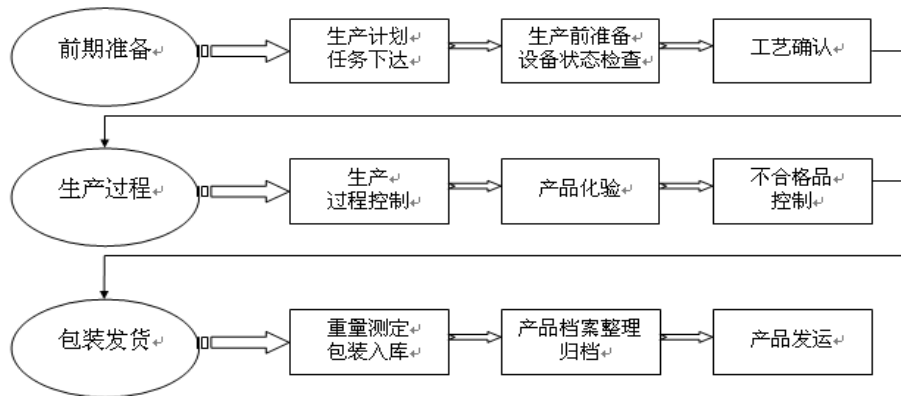 前期准备
生产计划
任务下达
生产前准备
设备状态检查
工艺确认
生产过程
生产
过程控制
产品化验
不合格品
控制
包装发货
重量测定
包装入库
产品档案整理
归档
产品发运